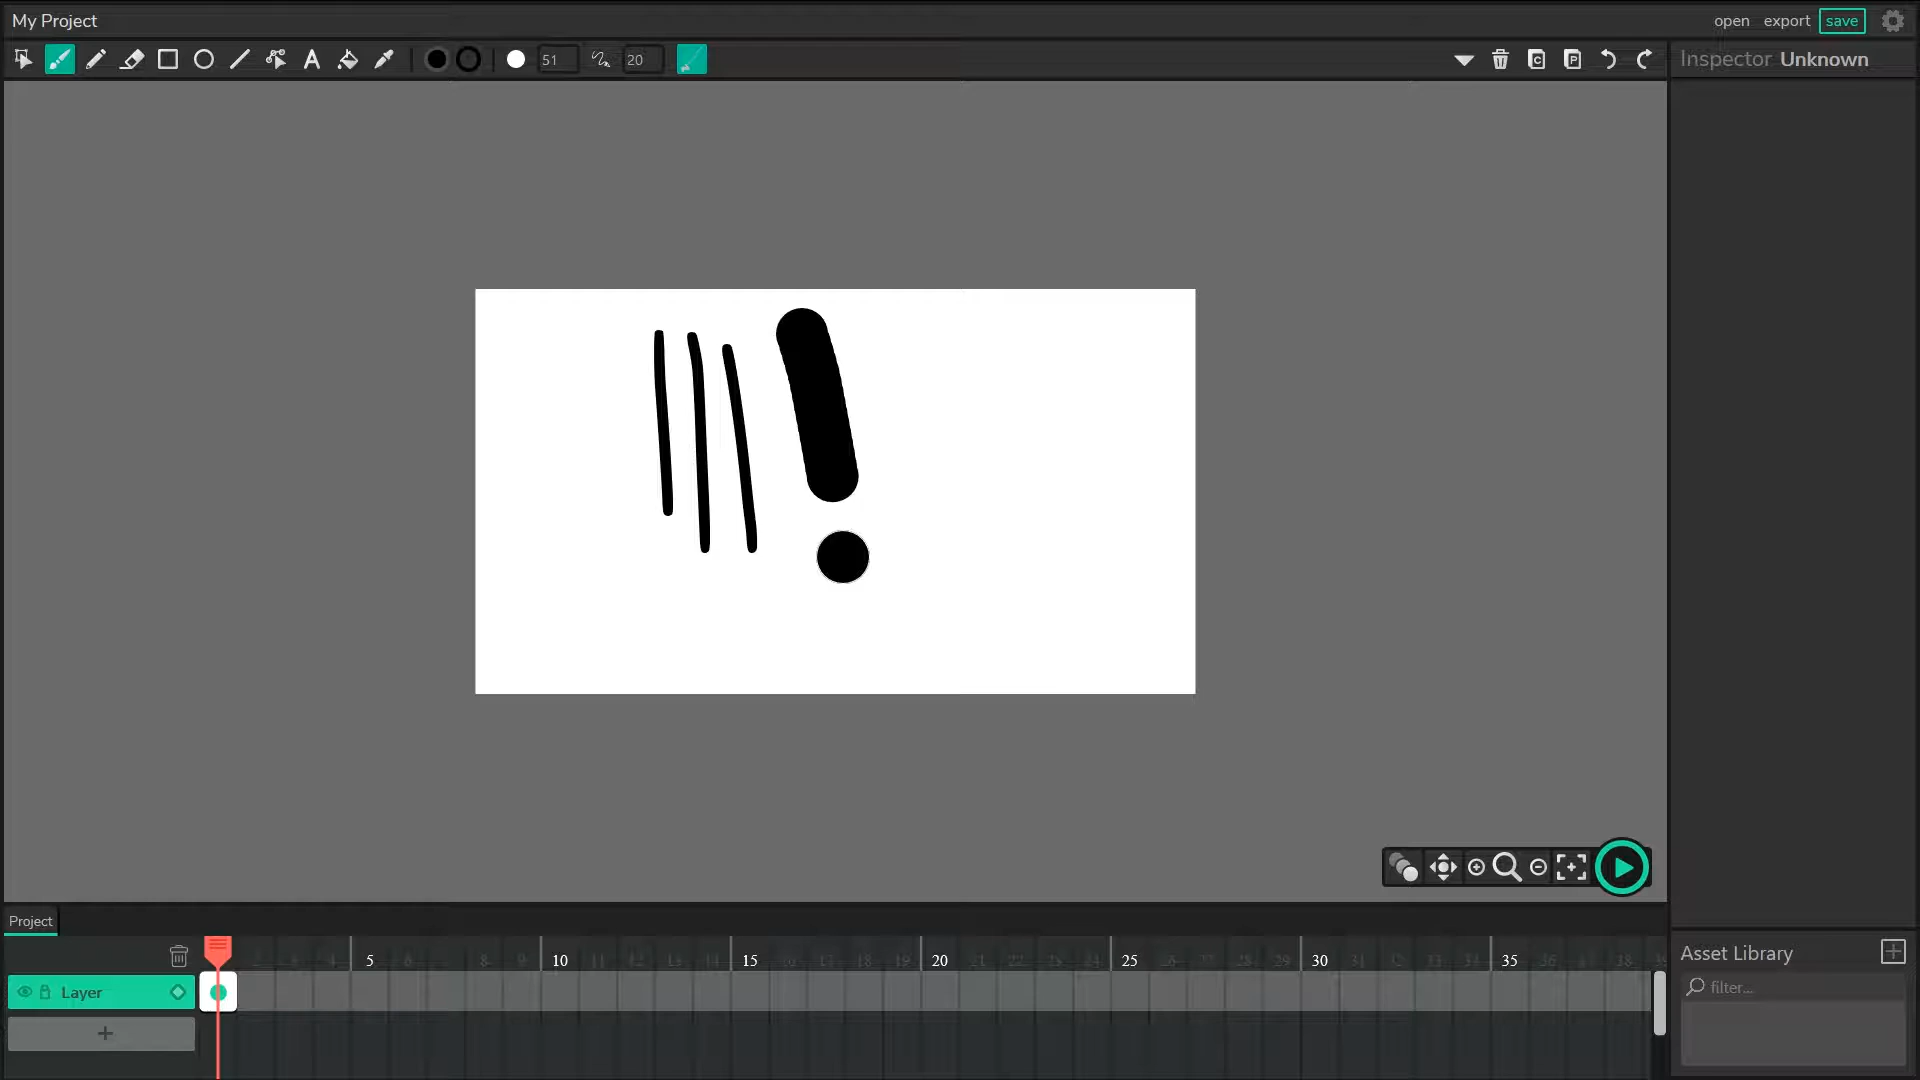 My Project
open export save
51 20
Inspector Unknown
Project
5 10 15 20 25 30 35
Layer
Asset Library
filter...